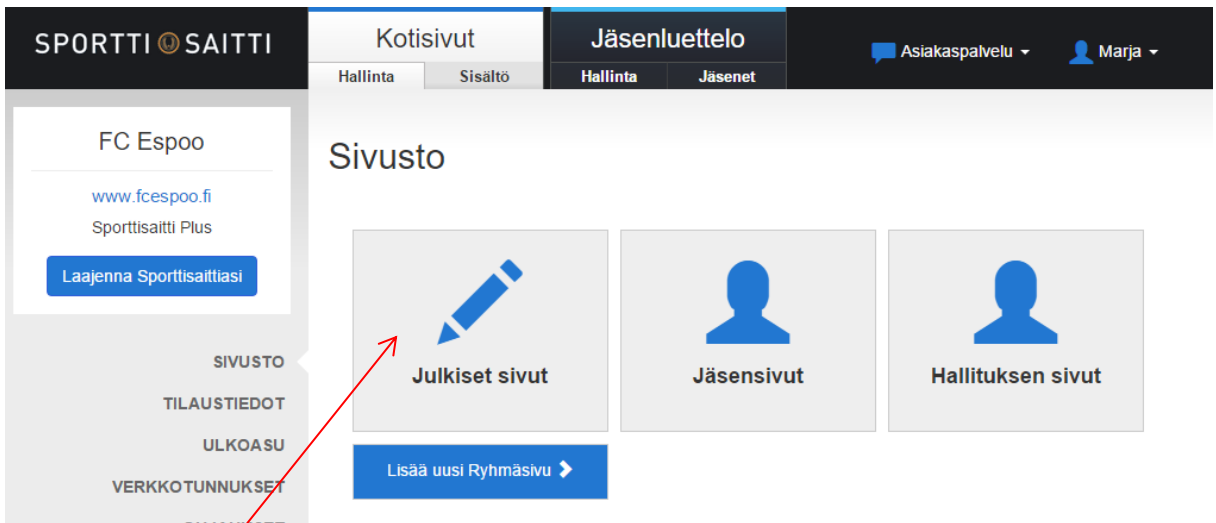 SPORTTI SAITTI
Kotisivut
Hallinta Sisältö
Jäsenluettelo
Hallinta Jäsenet
Asiakaspalvelu
Marja
FC Espoo
www.fcespoo.fi
Sporttisaitti Plus
Laajenna Sporttisaittiasi
SIVUSTO
TILAUSTIEDOT
ULKOASU
VERKKOTUNNUKSET
Sivusto
Julkiset sivut
Jäsensivut
Hallituksen sivut
Lisää uusi Ryhmäsivu